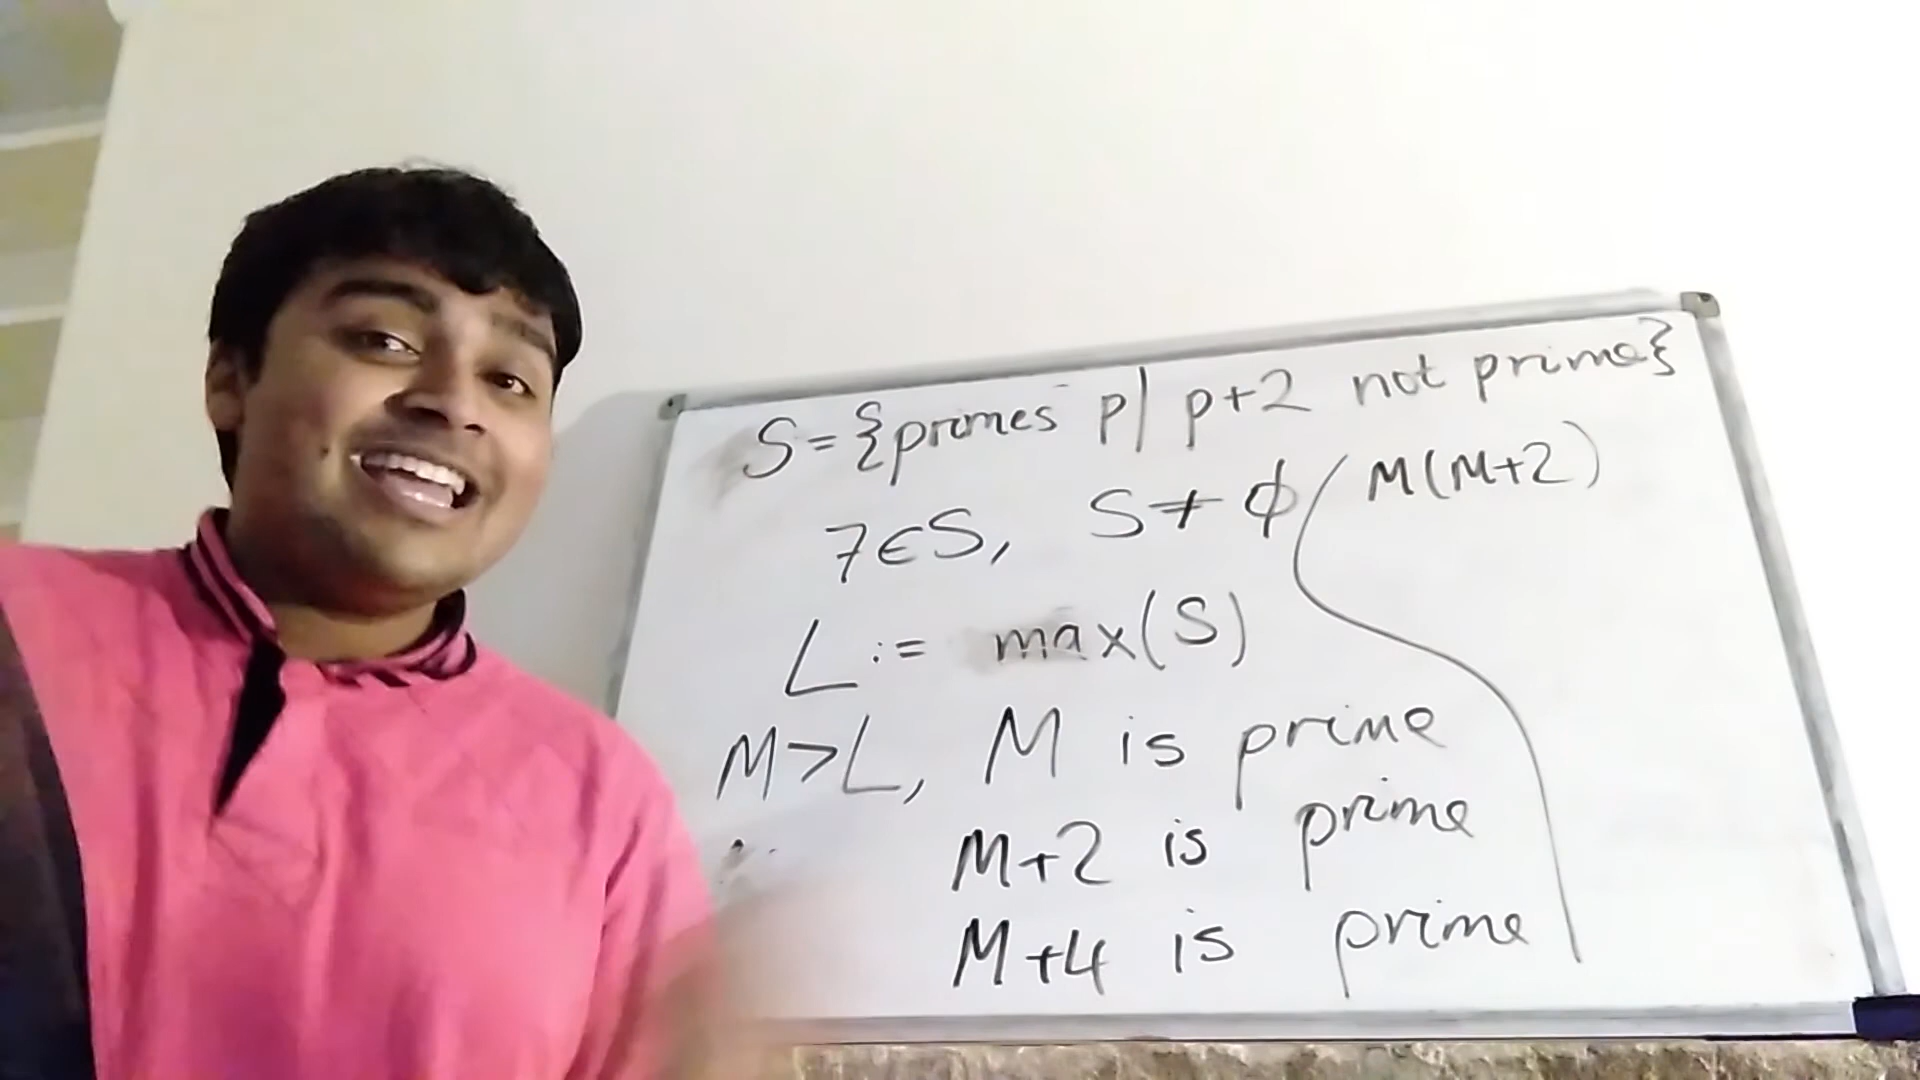 S={primes p| p+2 not prime}
7∈S, S≠ϕ
L:= max(S)
M>L, M is prime
∴ M+2 is prime
M+4 is prime
M(M+2)